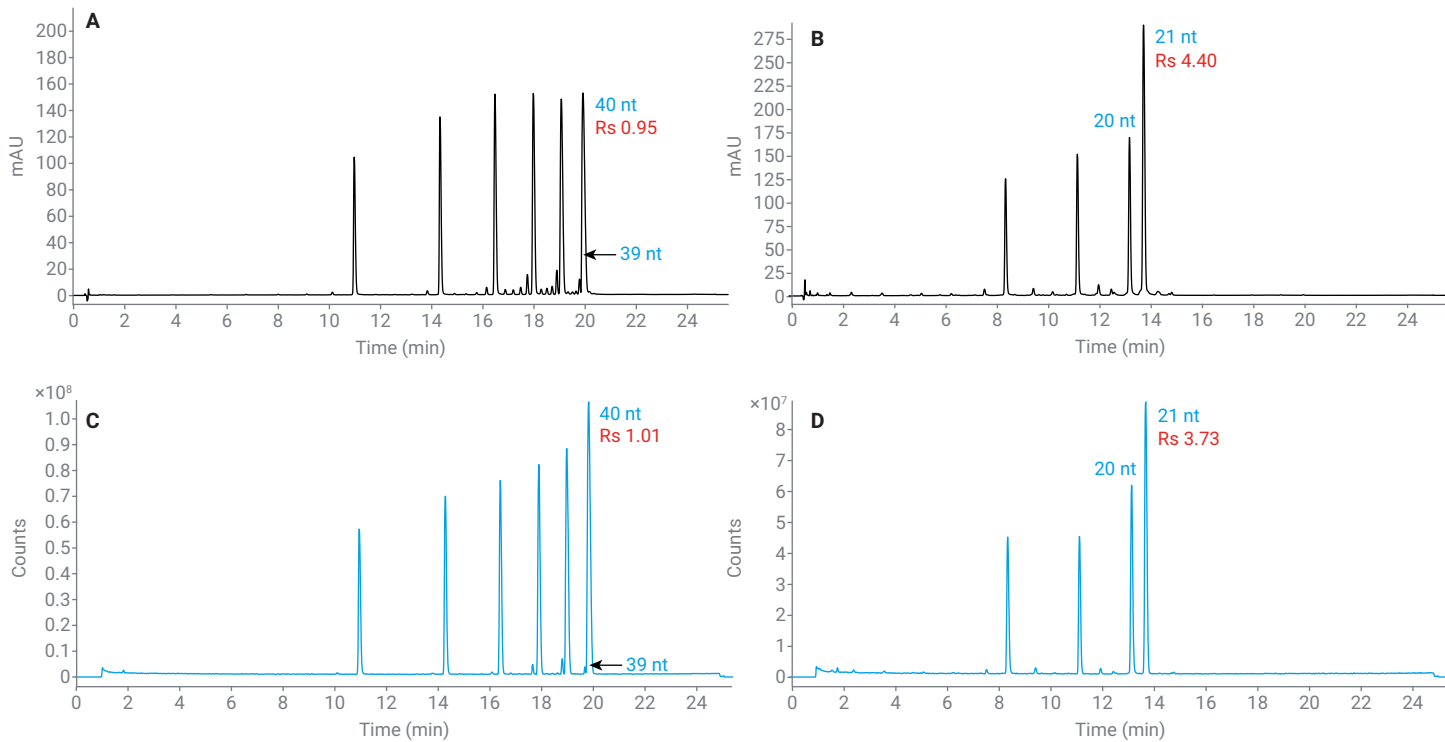 A
200
180
160
140
120
100
80
60
40
20
0
mAU
40 nt
Rs 0.95
39 nt
0 2 4 6 8 10 12 14 16 18 20 22 24
Time (min)
B
275
250
225
200
175
150
125
100
75
50
25
0
mAU
21 nt
Rs 4.40
20 nt
0 2 4 6 8 10 12 14 16 18 20 22 24
Time (min)
×10⁸
C
1.0
0.9
0.8
0.7
0.6
0.5
0.4
0.3
0.2
0.1
0
Counts
40 nt
Rs 1.01
39 nt
0 2 4 6 8 10 12 14 16 18 20 22 24
Time (min)
×10⁷
D
8
7
6
5
4
3
2
1
0
Counts
21 nt
Rs 3.73
20 nt
0 2 4 6 8 10 12 14 16 18 20 22 24
Time (min)